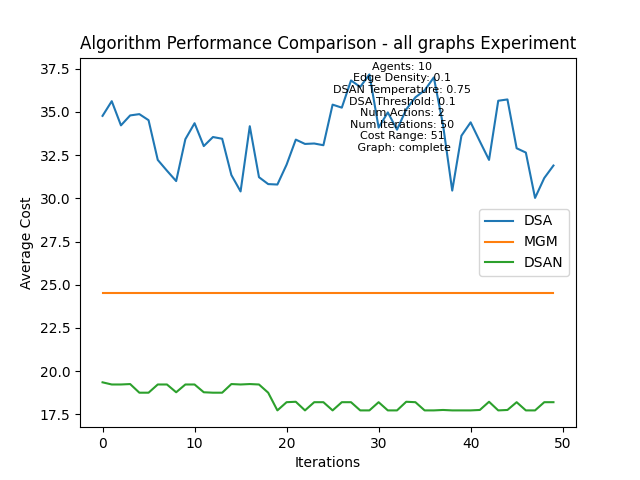 Algorithm Performance Comparison - all graphs Experiment
Agents: 10
Edge Density: 0.1
DSAN Temperature: 0.75
DSA Threshold: 0.1
Num Actions: 2
Num Iterations: 50
Cost Range: 51
Graph: complete
37.5
35.0
32.5
30.0
27.5
25.0
22.5
20.0
17.5
Average Cost
DSA
MGM
DSAN
0
10
20
30
40
50
Iterations